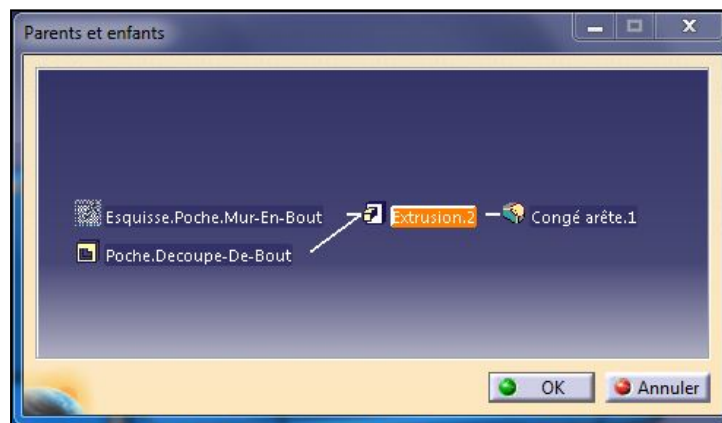 Parents et enfants
Esquisse.Poche.Mur-En-Bout
Extrusion.2
Congé arête.1
Poche.Decoupe-De-Bout
OK
Annuler